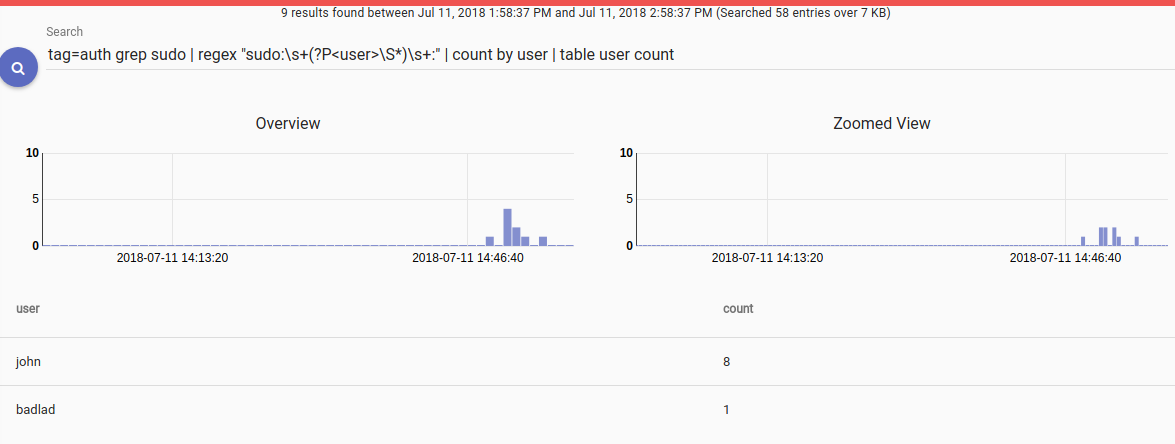 9 results found between Jul 11, 2018 1:58:37 PM and Jul 11, 2018 2:58:37 PM (Searched 58 entries over 7 KB)
Search
tag=auth grep sudo | regex "sudo:\s+(?P<user>\S*)\s+:" | count by user | table user count
Overview
10
5
0
2018-07-11 14:13:20 2018-07-11 14:46:40
Zoomed View
10
5
0
2018-07-11 14:13:20 2018-07-11 14:46:40
user count
john 8
badlad 1